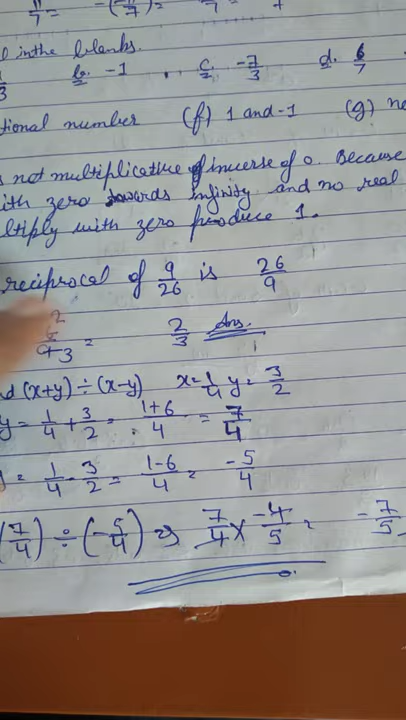 l in the blanks.
b. -1 . c. -7/3 d. 6/7
tional number (f) 1 and -1 (g)
s not multiplicative inverse of 0. Because
ith zero towards infinity and no real
ltiply with zero produce 1.
reciprocal of 9/26 is 26/9
2/3 Ans.
d (x+y) ÷ (x-y) x = 1/4 y = 3/2
y = 1/4 + 3/2 = 1+6/4 = 7/4
= 1/4 - 3/2 = 1-6/4 = -5/4
(7/4) ÷ (-5/4) ⇒ 7/4 × -4/5 = -7/5